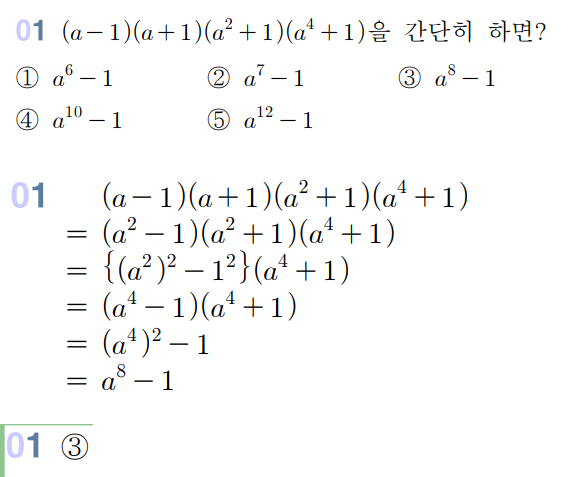 01 (a−1)(a+1)(a²+1)(a⁴+1)을 간단히 하면?
① a⁶−1 ② a⁷−1 ③ a⁸−1
④ a¹⁰−1 ⑤ a¹²−1
01 (a−1)(a+1)(a²+1)(a⁴+1)
= (a²−1)(a²+1)(a⁴+1)
= {(a²)²−1²}(a⁴+1)
= (a⁴−1)(a⁴+1)
= (a⁴)²−1
= a⁸−1
01 ③